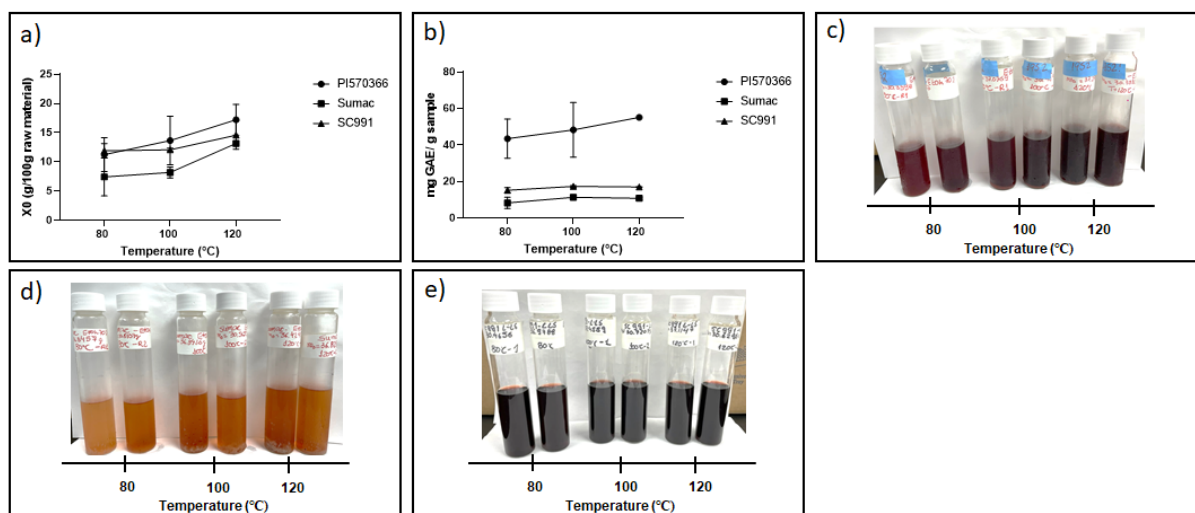 a)
X0 (g/100g raw material)
25
20
15
10
5
0
80
100
120
Temperature (°C)
PI570366
Sumac
SC991
b)
mg GAE/ g sample
80
60
40
20
0
80
100
120
Temperature (°C)
PI570366
Sumac
SC991
c)
80
100
120
Temperature (°C)
d)
80
100
120
Temperature (°C)
e)
80°C
80
100
120
Temperature (°C)